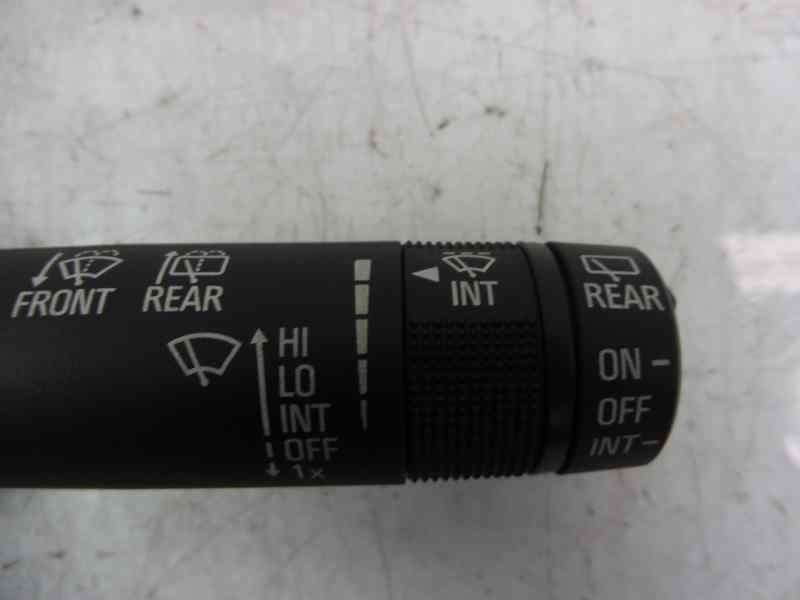 FRONT
REAR
HI
LO
INT
OFF
1x
INT
REAR
ON
OFF
INT